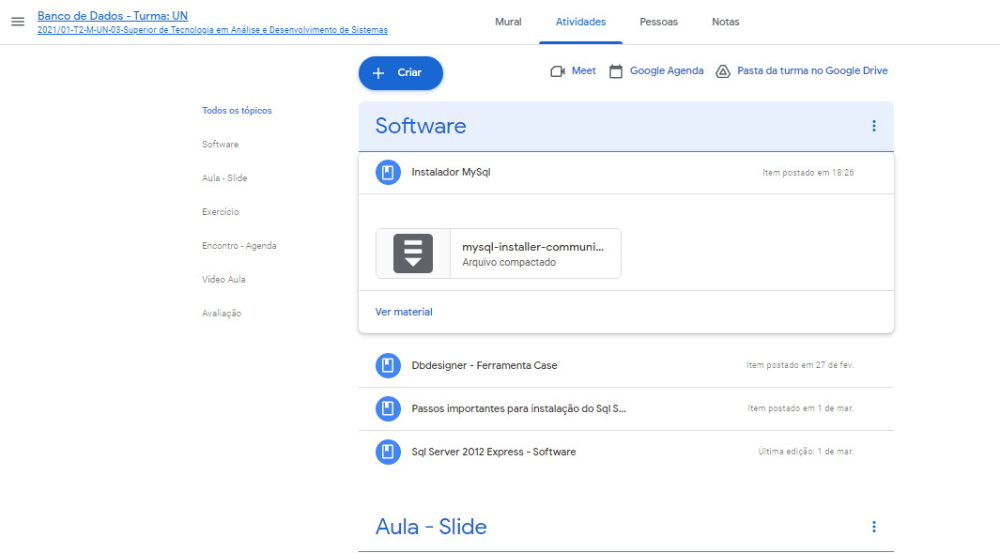 Banco de Dados - Turma: UN
2021/01-T2-M-UN-03-Superior de Tecnologia em Análise e Desenvolvimento de Sistemas
Mural
Atividades
Pessoas
Notas
Criar
Meet
Google Agenda
Pasta da turma no Google Drive
Todos os tópicos
Software
Aula - Slide
Exercício
Encontro - Agenda
Vídeo Aula
Avaliação
Software
Instalador MySql
Item postado em 18:26
mysql-installer-communi...
Arquivo compactado
Ver material
Dbdesigner - Ferramenta Case
Item postado em 27 de fev.
Passos importantes para instalação do Sql S...
Item postado em 1 de mar.
Sql Server 2012 Express - Software
Última edição: 1 de mar.
Aula - Slide